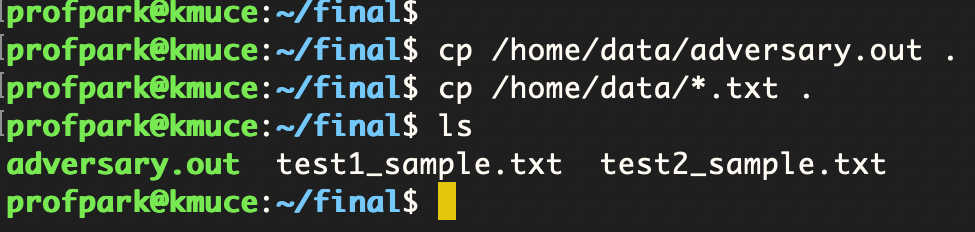 profpark@kmuce:~/final$
profpark@kmuce:~/final$ cp /home/data/adversary.out .
profpark@kmuce:~/final$ cp /home/data/*.txt .
profpark@kmuce:~/final$ ls
adversary.out  test1_sample.txt  test2_sample.txt
profpark@kmuce:~/final$